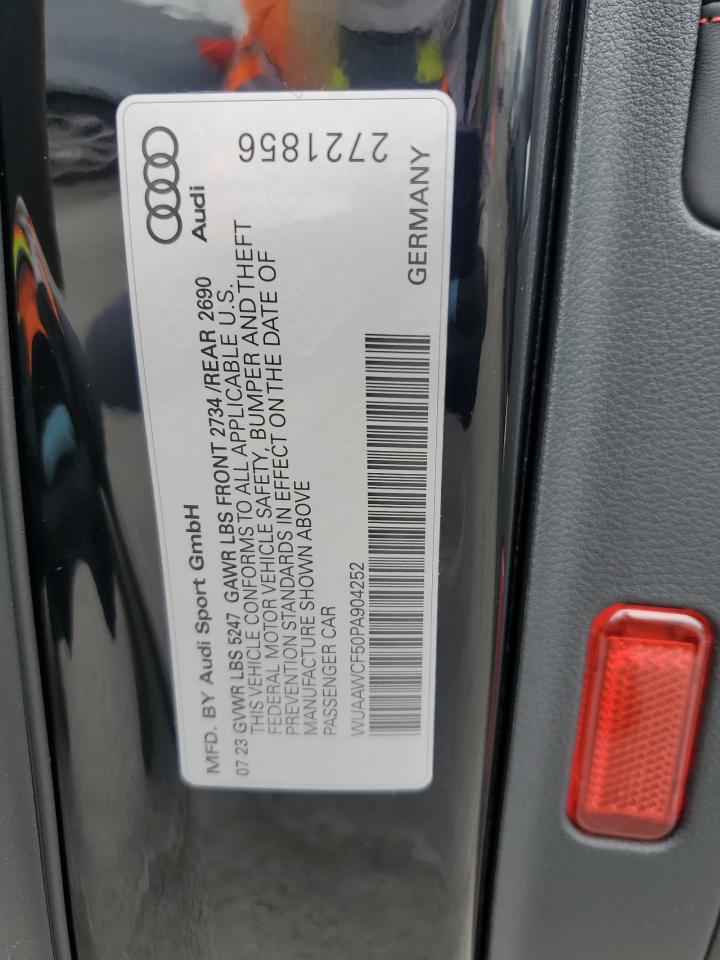 MFD. BY Audi Sport GmbH
Audi
07 23 GVWR LBS 5247 GAWR LBS FRONT 2734 /REAR 2690
THIS VEHICLE CONFORMS TO ALL APPLICABLE U.S.
FEDERAL MOTOR VEHICLE SAFETY, BUMPER AND THEFT
PREVENTION STANDARDS IN EFFECT ON THE DATE OF
MANUFACTURE SHOWN ABOVE
PASSENGER CAR
WUAAWCF50PA904252
GERMANY
2721856